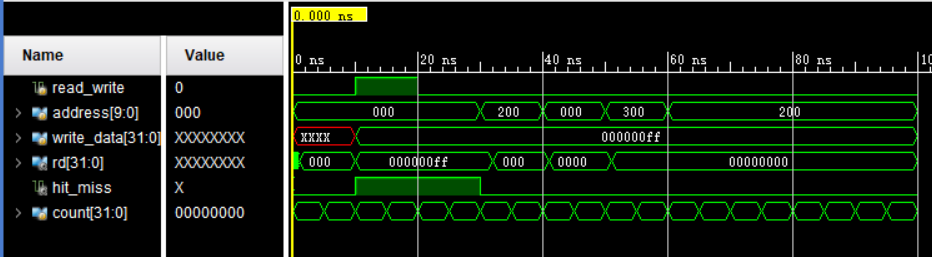 0.000 ns
Name Value
0 ns 20 ns 40 ns 60 ns 80 ns 10
read_write 0
address[9:0] 000 000 200 000 300 200
write_data[31:0] XXXXXXXX XXXX 000000ff
rd[31:0] XXXXXXXX 000 000000ff 000 0000 00000000
hit_miss X
count[31:0] 00000000